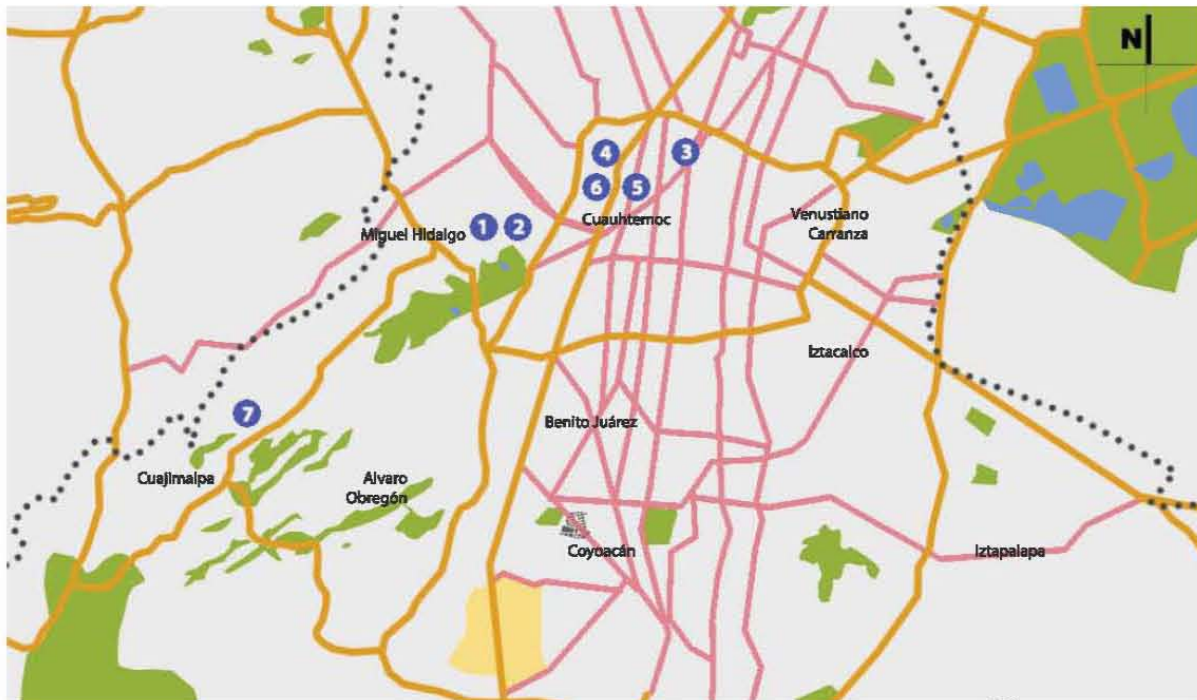 N
4
3
6
5
Cuauhtemoc
Venustiano
Carranza
Miguel Hidalgo
1
2
Iztacalco
7
Benito Juárez
Cuajimalpa
Alvaro
Obregón
Coyoacán
Iztapalapa